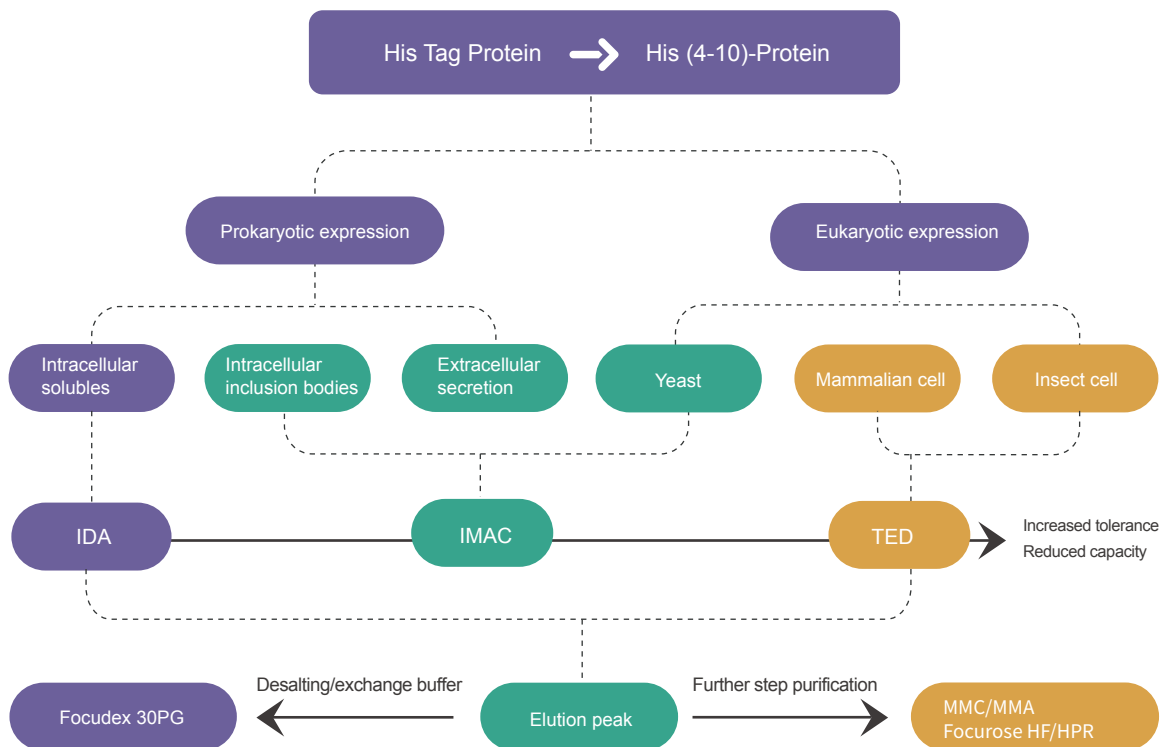 His Tag Protein → His (4-10)-Protein
Prokaryotic expression
Eukaryotic expression
Intracellular
solubles
Intracellular
inclusion bodies
Extracellular
secretion
Yeast
Mammalian cell
Insect cell
IDA
IMAC
TED
Increased tolerance
Reduced capacity
Desalting/exchange buffer
Further step purification
Focudex 30PG
Elution peak
MMC/MMA
Focurose HF/HPR